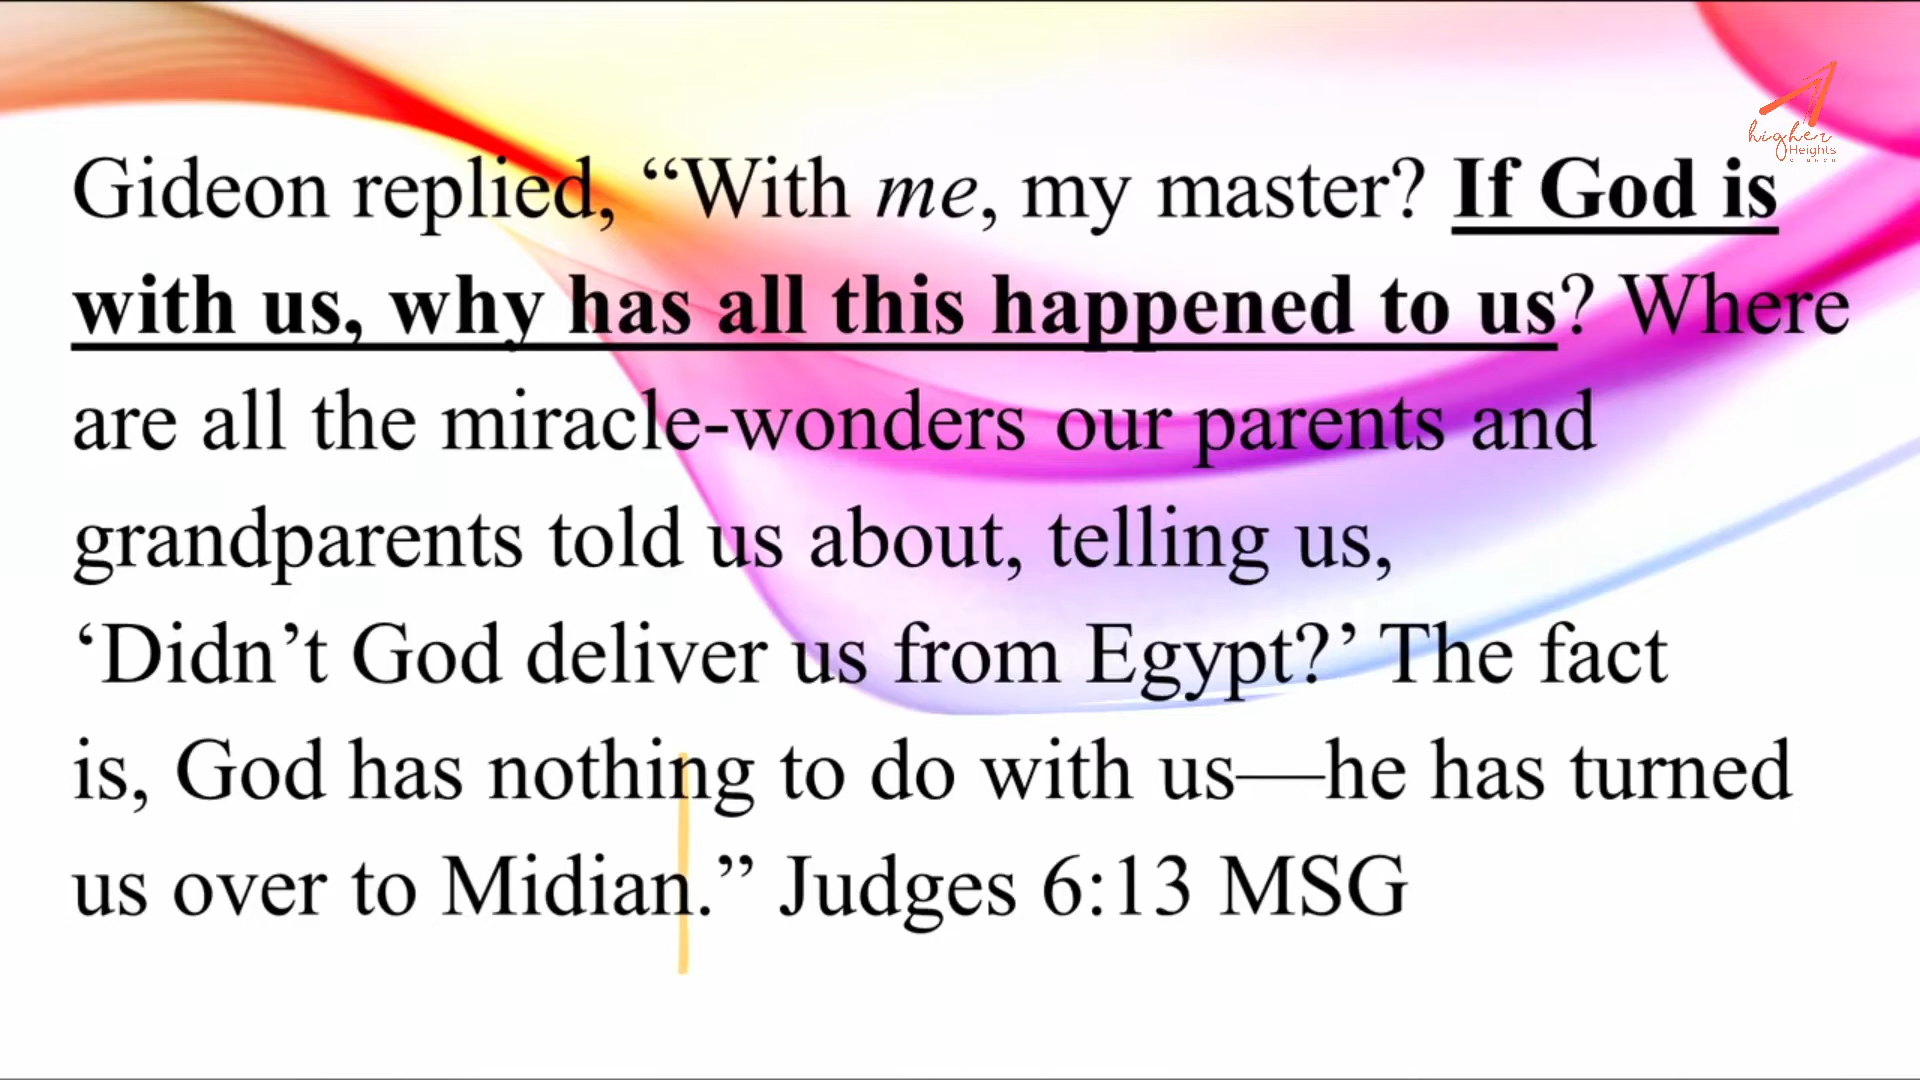 higher
Heights
CHURCH
Gideon replied, “With me, my master? If God is
with us, why has all this happened to us? Where
are all the miracle-wonders our parents and
grandparents told us about, telling us,
‘Didn’t God deliver us from Egypt?’ The fact
is, God has nothing to do with us—he has turned
us over to Midian.” Judges 6:13 MSG